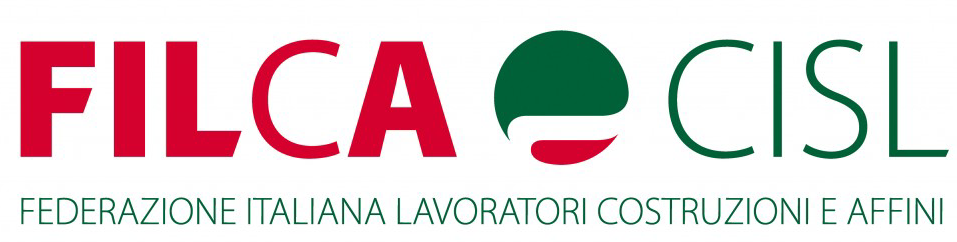 FILCA CISL
FEDERAZIONE ITALIANA LAVORATORI COSTRUZIONI E AFFINI